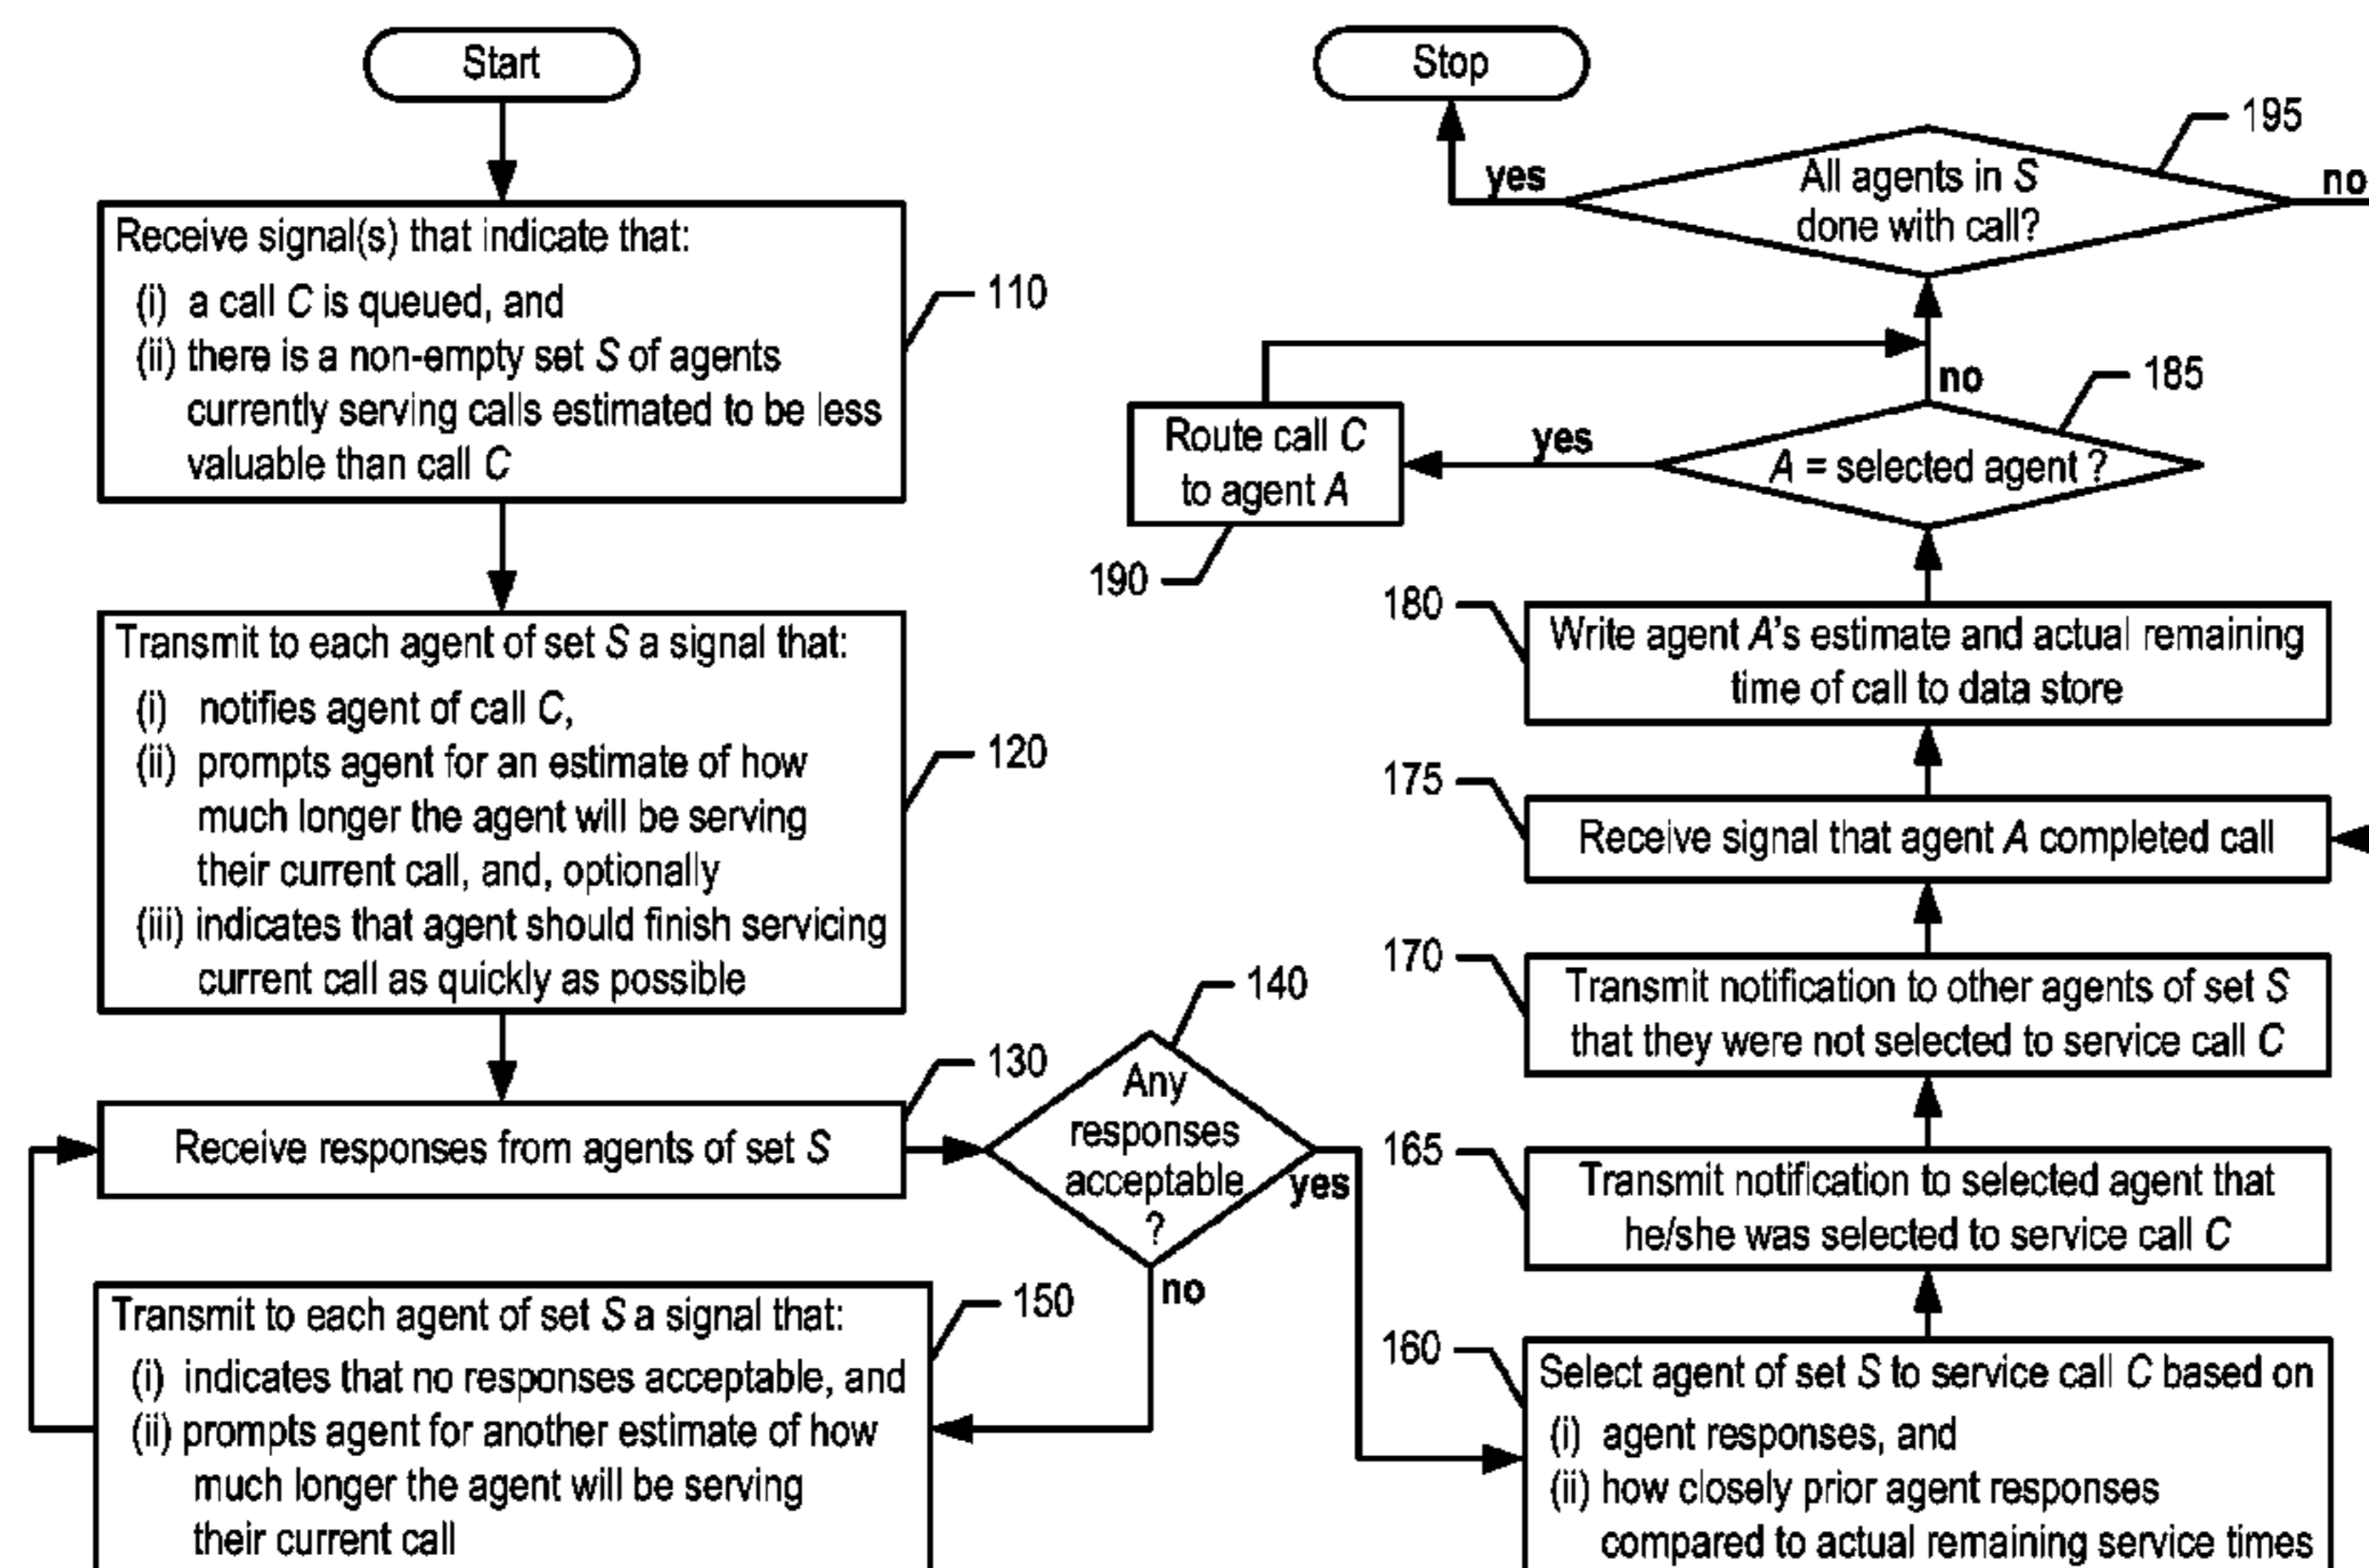 Start
Receive signal(s) that indicate that:
(i) a call C is queued, and
(ii) there is a non-empty set S of agents
currently serving calls estimated to be less
valuable than call C
110
Transmit to each agent of set S a signal that:
(i) notifies agent of call C,
(ii) prompts agent for an estimate of how
much longer the agent will be serving
their current call, and, optionally
(iii) indicates that agent should finish servicing
current call as quickly as possible
120
Receive responses from agents of set S
130
Any
responses
acceptable
?
140
yes
no
Transmit to each agent of set S a signal that:
(i) indicates that no responses acceptable, and
(ii) prompts agent for another estimate of how
much longer the agent will be serving
their current call
150
Select agent of set S to service call C based on
(i) agent responses, and
(ii) how closely prior agent responses
compared to actual remaining service times
160
Transmit notification to selected agent that
he/she was selected to service call C
165
Transmit notification to other agents of set S
that they were not selected to service call C
170
Receive signal that agent A completed call
175
Write agent A's estimate and actual remaining
time of call to data store
180
A = selected agent ?
185
yes
no
Route call C
to agent A
190
All agents in S
done with call?
195
yes
no
Stop